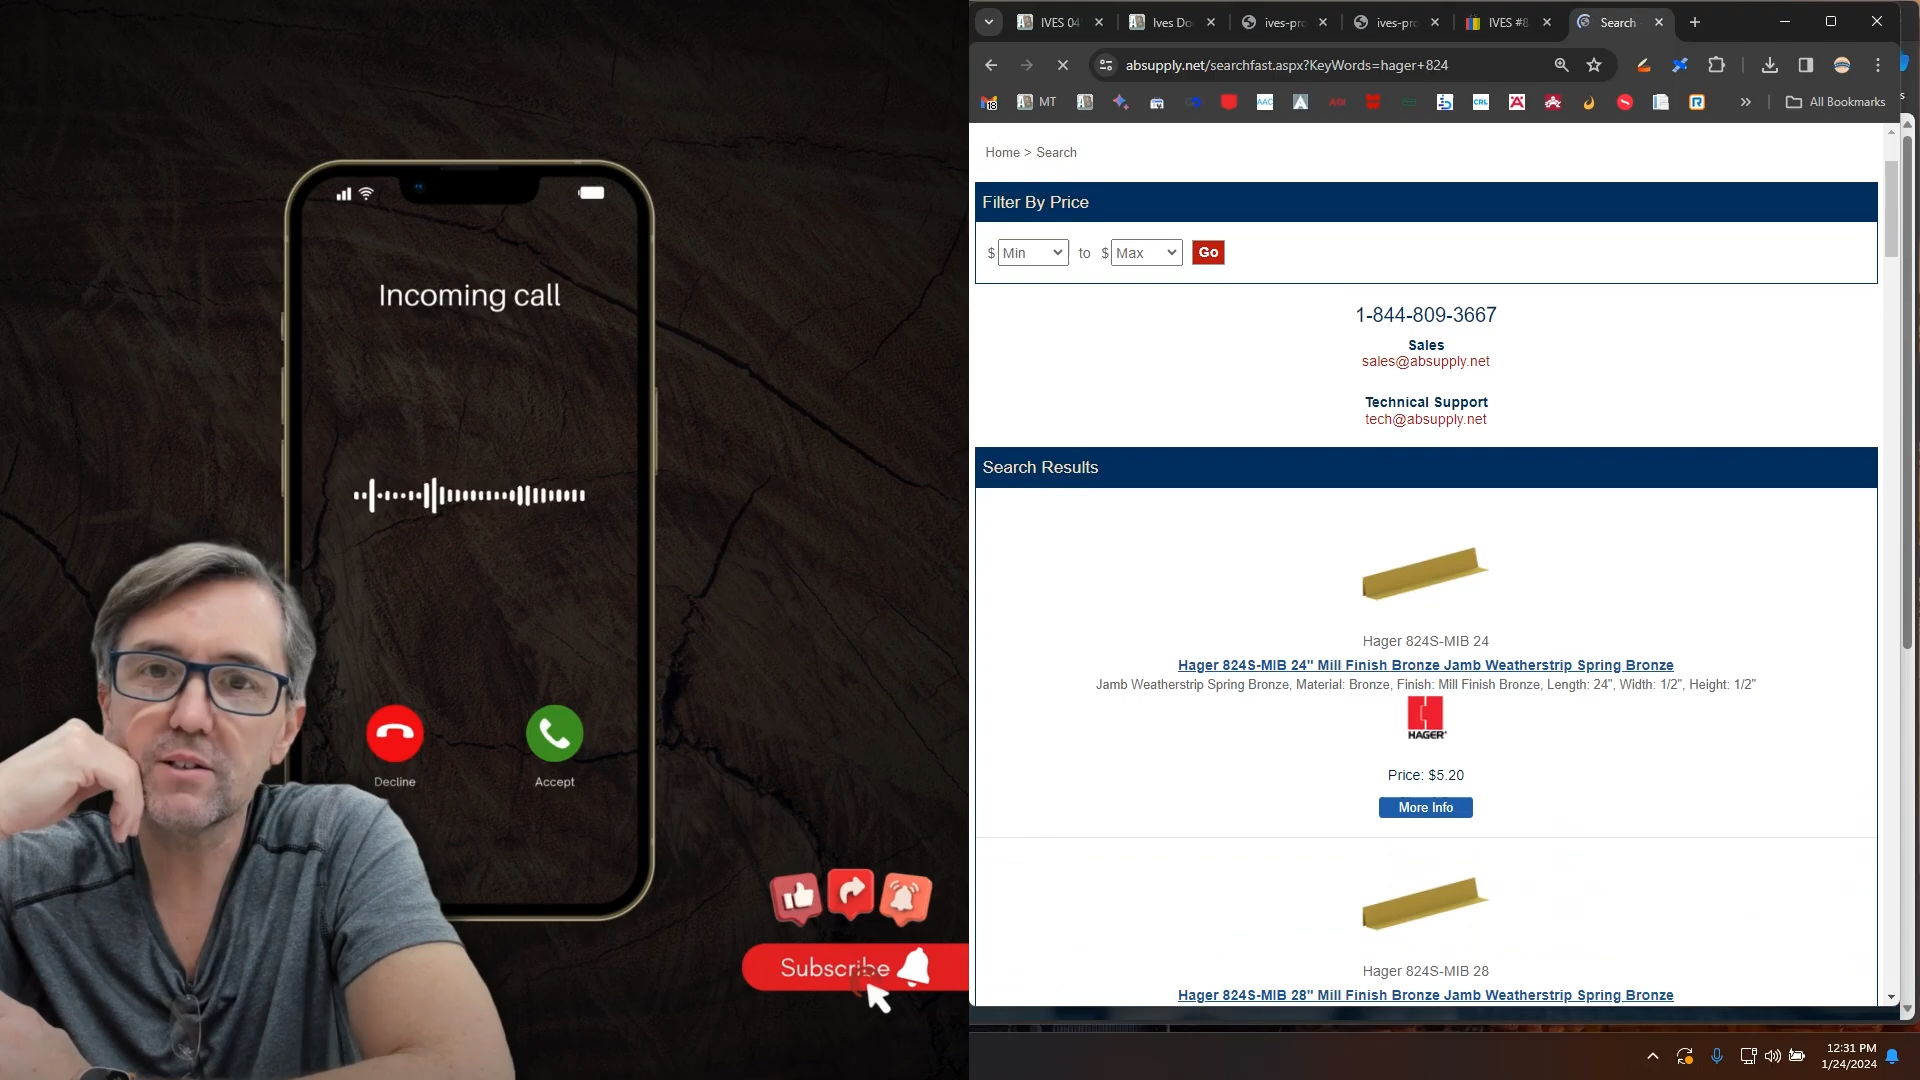 Incoming call
Decline
Accept
Subscribe
IVES 04
Ives Do
ives-pro
ives-pro
IVES #8
Search
absupply.net/searchfast.aspx?KeyWords=hager+824
18
MT
AAC
CRL
All Bookmarks
Home > Search
Filter By Price
$ Min to $ Max Go
1-844-809-3667
Sales
sales@absupply.net
Technical Support
tech@absupply.net
Search Results
Hager 824S-MIB 24
Hager 824S-MIB 24" Mill Finish Bronze Jamb Weatherstrip Spring Bronze
Jamb Weatherstrip Spring Bronze, Material: Bronze, Finish: Mill Finish Bronze, Length: 24", Width: 1/2", Height: 1/2"
HAGER
Price: $5.20
More Info
Hager 824S-MIB 28
Hager 824S-MIB 28" Mill Finish Bronze Jamb Weatherstrip Spring Bronze
12:31 PM
1/24/2024